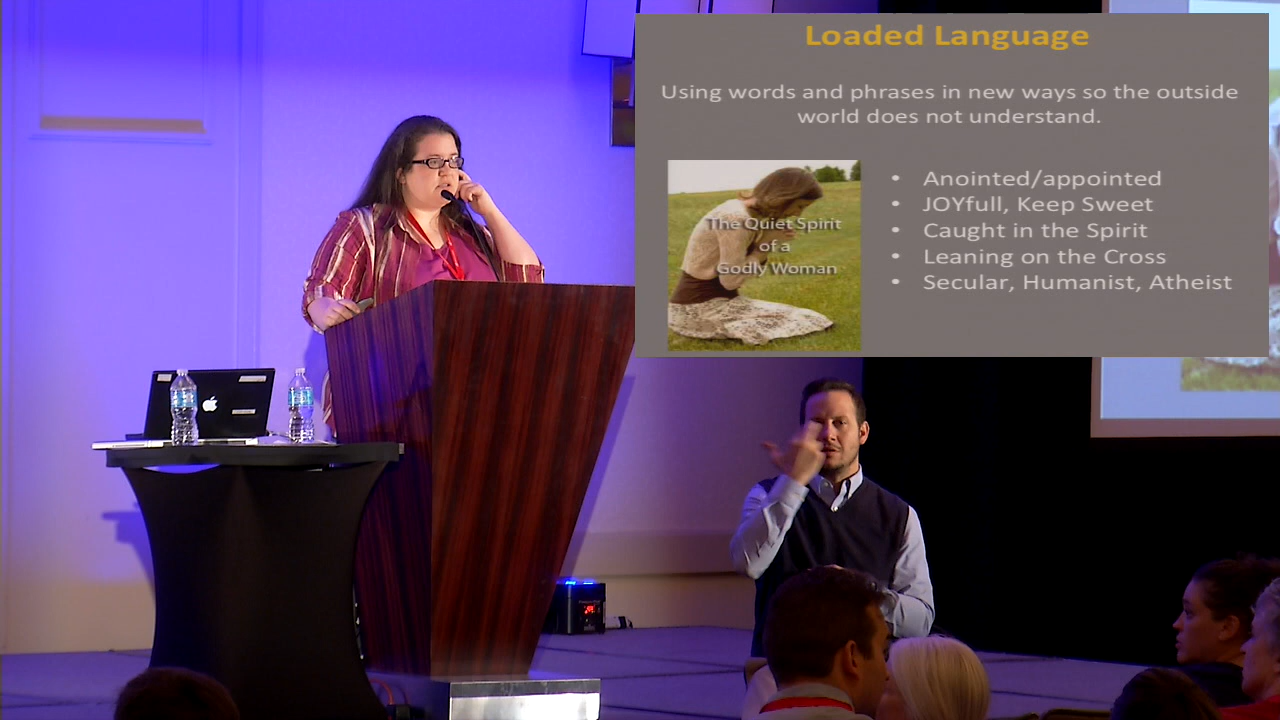 Loaded Language
Using words and phrases in new ways so the outside
world does not understand.
The Quiet Spirit
of a
Godly Woman
• Anointed/appointed
• JOYfull, Keep Sweet
• Caught in the Spirit
• Leaning on the Cross
• Secular, Humanist, Atheist